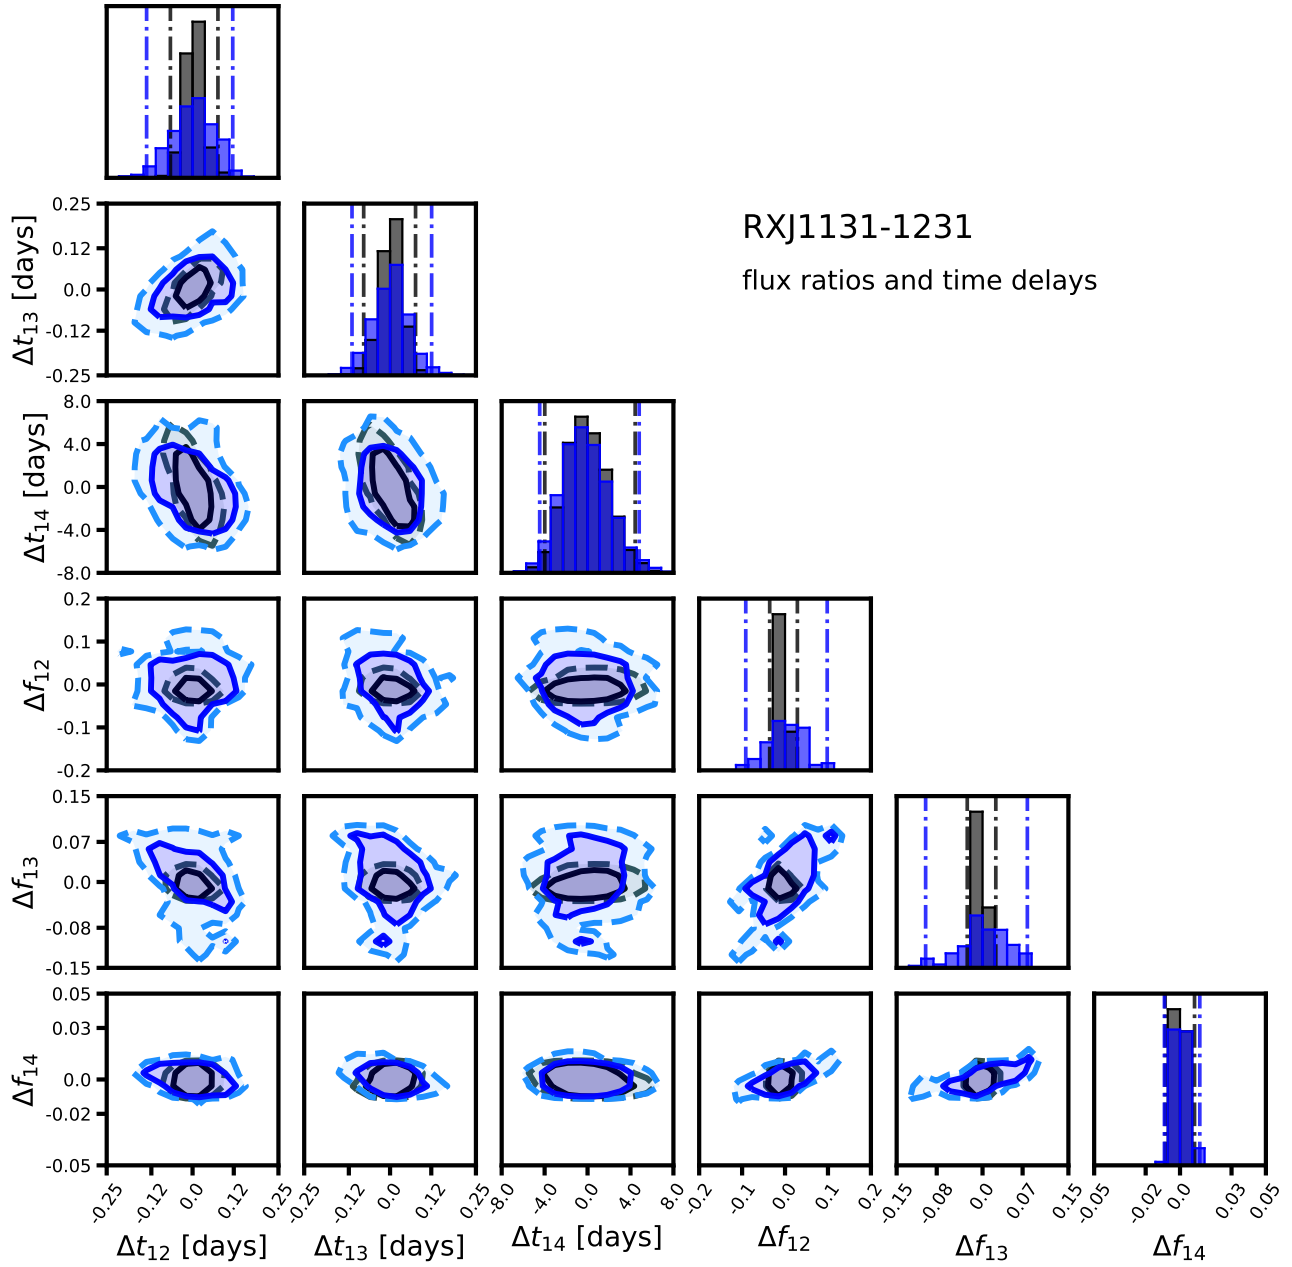 RXJ1131-1231
flux ratios and time delays
0.25
0.12
0.0
-0.12
-0.25
Δt13 [days]
8.0
4.0
0.0
-4.0
-8.0
Δt14 [days]
0.2
0.1
0.0
-0.1
-0.2
Δf12
0.15
0.07
0.0
-0.08
-0.15
Δf13
0.05
0.03
0.0
-0.02
-0.05
Δf14
-0.25 -0.12 0.0 0.12 0.25
-0.25 -0.12 0.0 0.12 0.25
-8.0 -4.0 0.0 4.0 8.0
-0.2 -0.1 0.0 0.1 0.2
-0.15 -0.08 0.0 0.07 0.15
-0.05 -0.02 0.0 0.03 0.05
Δt12 [days]
Δt13 [days]
Δt14 [days]
Δf12
Δf13
Δf14